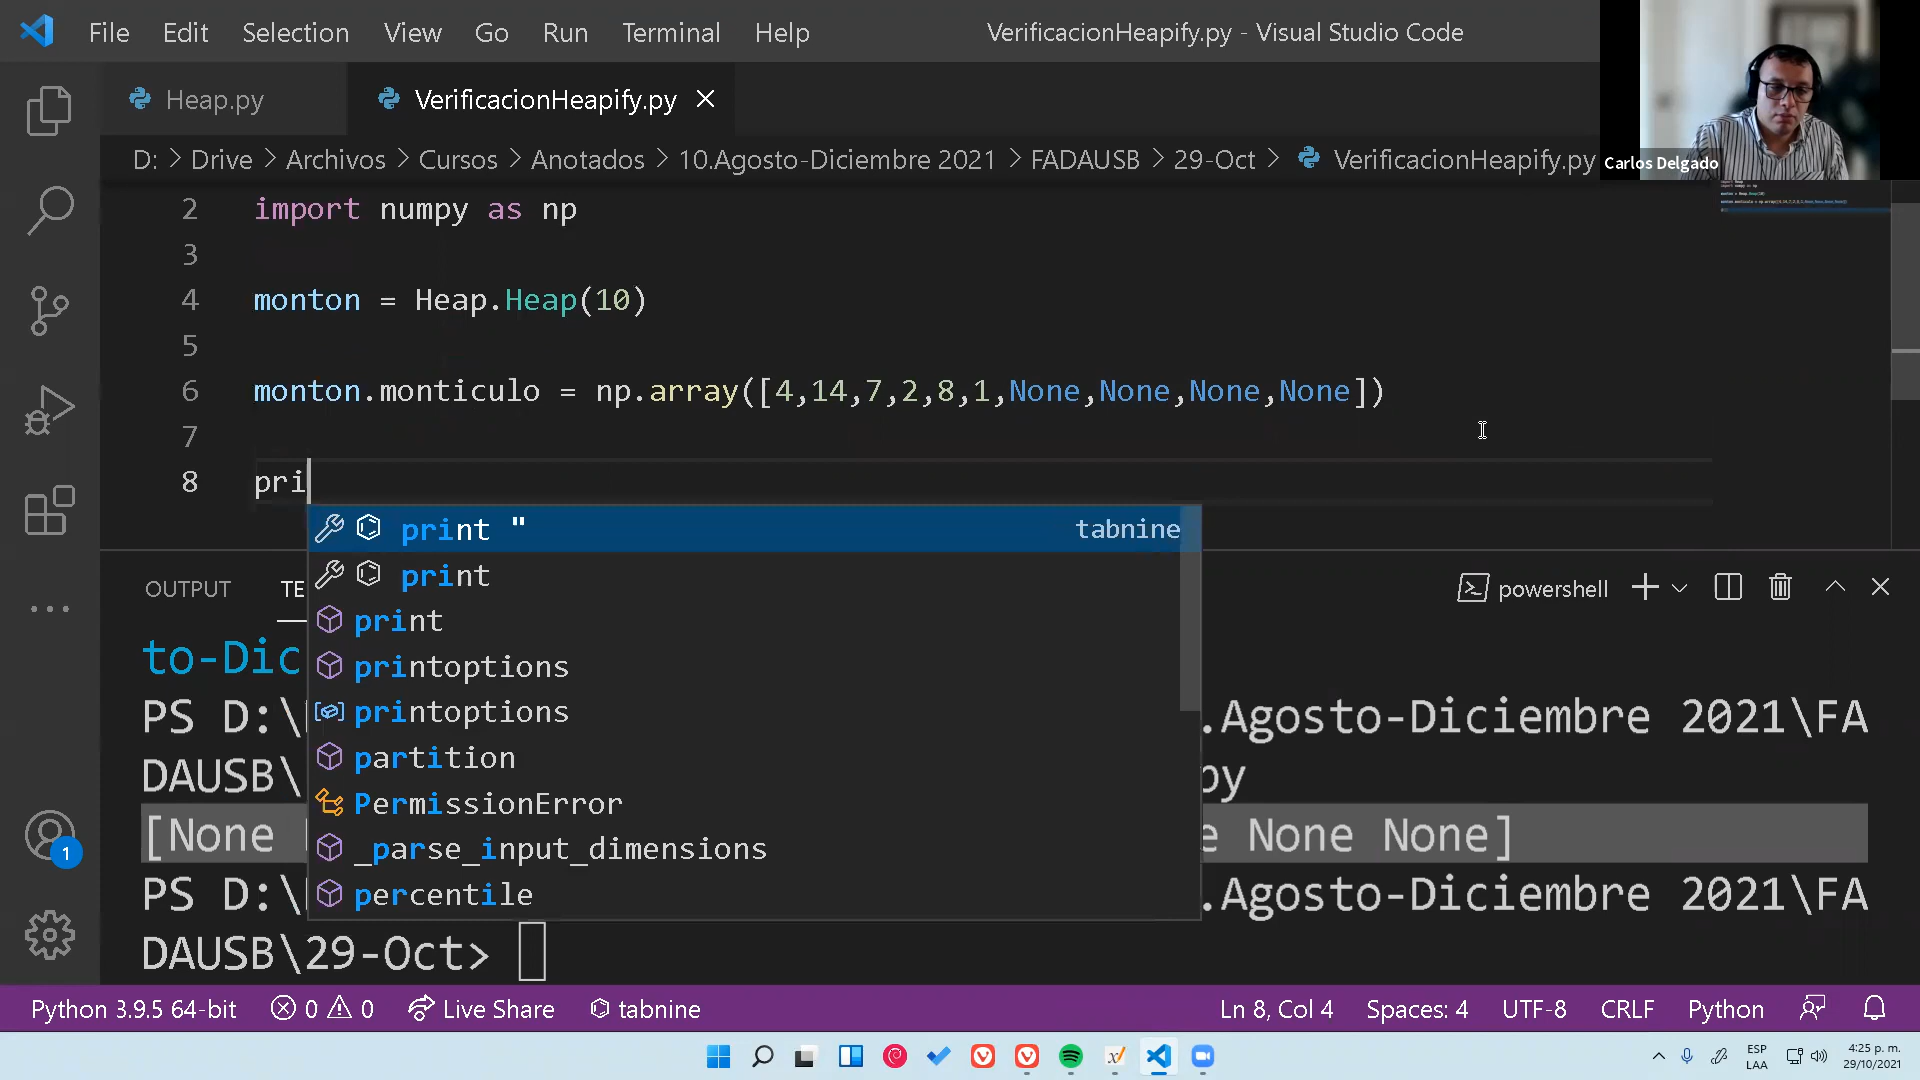 File Edit Selection View Go Run Terminal Help VerificacionHeapify.py - Visual Studio Code
Heap.py VerificacionHeapify.py
D: > Drive > Archivos > Cursos > Anotados > 10.Agosto-Diciembre 2021 > FADAUSB > 29-Oct > VerificacionHeapify.py
Carlos Delgado
2 import numpy as np
3
4 monton = Heap.Heap(10)
5
6 monton.monticulo = np.array([4,14,7,2,8,1,None,None,None,None])
7
8 pri
print " tabnine
print
print
printoptions
printoptions
partition
PermissionError
_parse_input_dimensions
percentile
OUTPUT TE powershell
to-Dic
PS D:\ .Agosto-Diciembre 2021\FA
DAUSB\ py
[None e None None]
PS D:\ .Agosto-Diciembre 2021\FA
DAUSB\29-Oct>
1
Python 3.9.5 64-bit 0 0 Live Share tabnine Ln 8, Col 4 Spaces: 4 UTF-8 CRLF Python
ESP
LAA
4:25 p. m.
29/10/2021